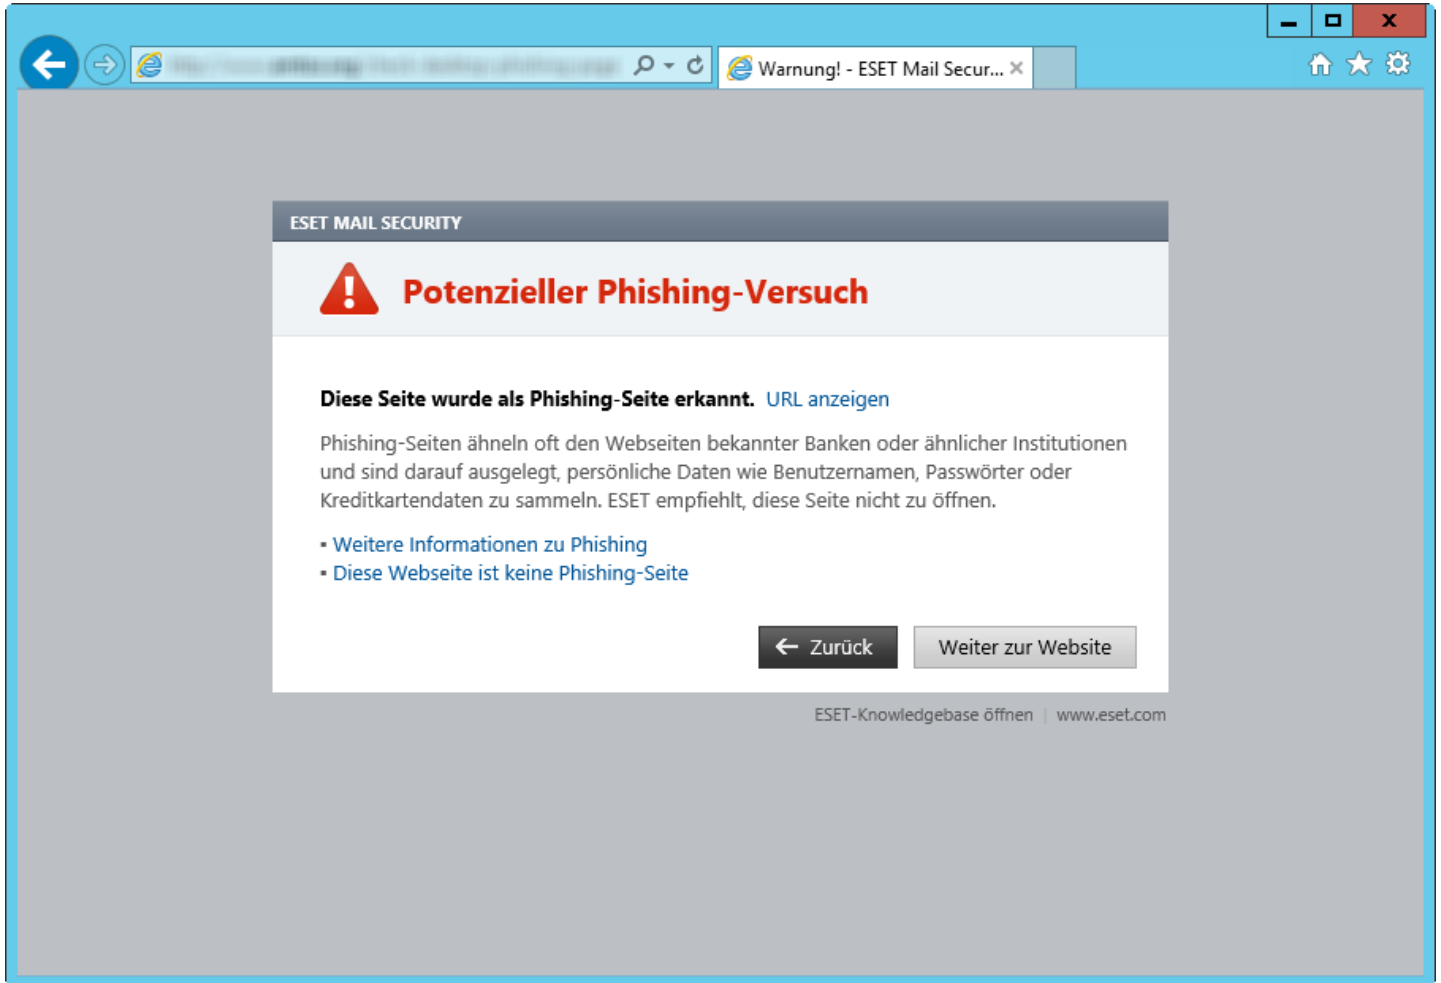 Warnung! - ESET Mail Secur...
ESET MAIL SECURITY
Potenzieller Phishing-Versuch
Diese Seite wurde als Phishing-Seite erkannt. URL anzeigen
Phishing-Seiten ähneln oft den Webseiten bekannter Banken oder ähnlicher Institutionen
und sind darauf ausgelegt, persönliche Daten wie Benutzernamen, Passwörter oder
Kreditkartendaten zu sammeln. ESET empfiehlt, diese Seite nicht zu öffnen.
▪ Weitere Informationen zu Phishing
▪ Diese Webseite ist keine Phishing-Seite
← Zurück Weiter zur Website
ESET-Knowledgebase öffnen | www.eset.com